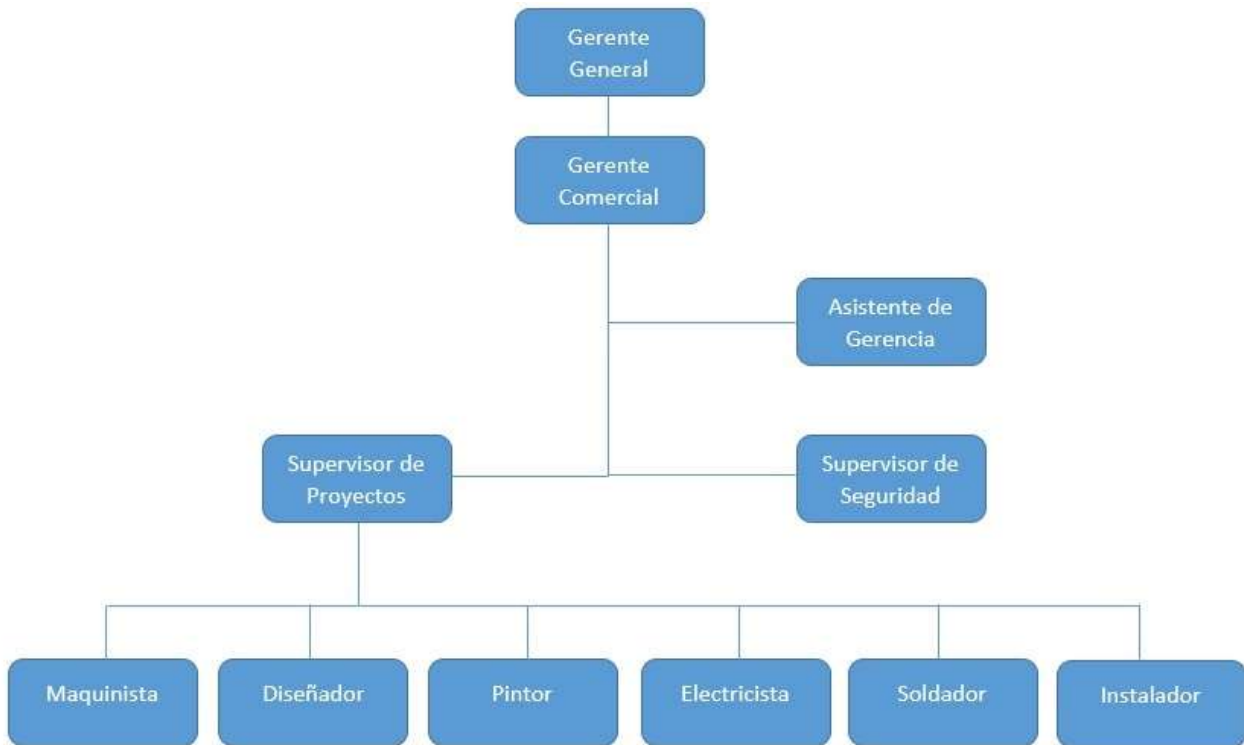 Gerente
General
Gerente
Comercial
Asistente de
Gerencia
Supervisor de
Proyectos
Supervisor de
Seguridad
Maquinista
Diseñador
Pintor
Electricista
Soldador
Instalador